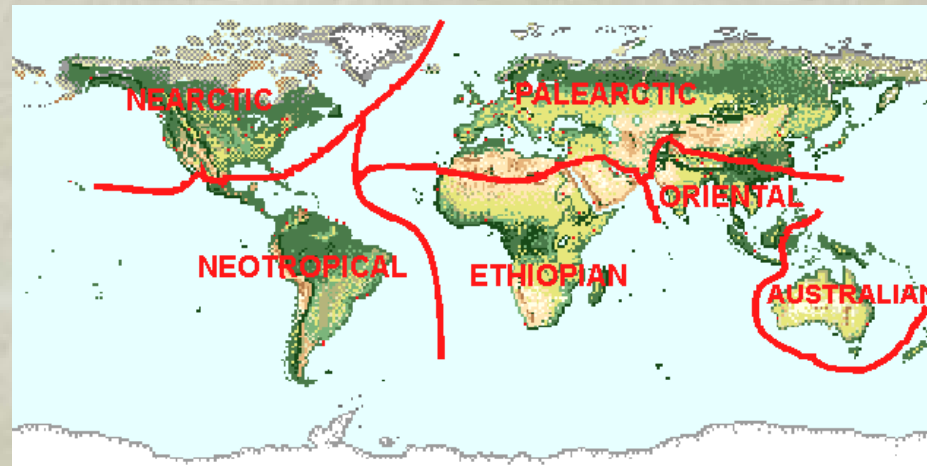 NEARCTIC
PALEARCTIC
ORIENTAL
NEOTROPICAL
ETHIOPIAN
AUSTRALIAN